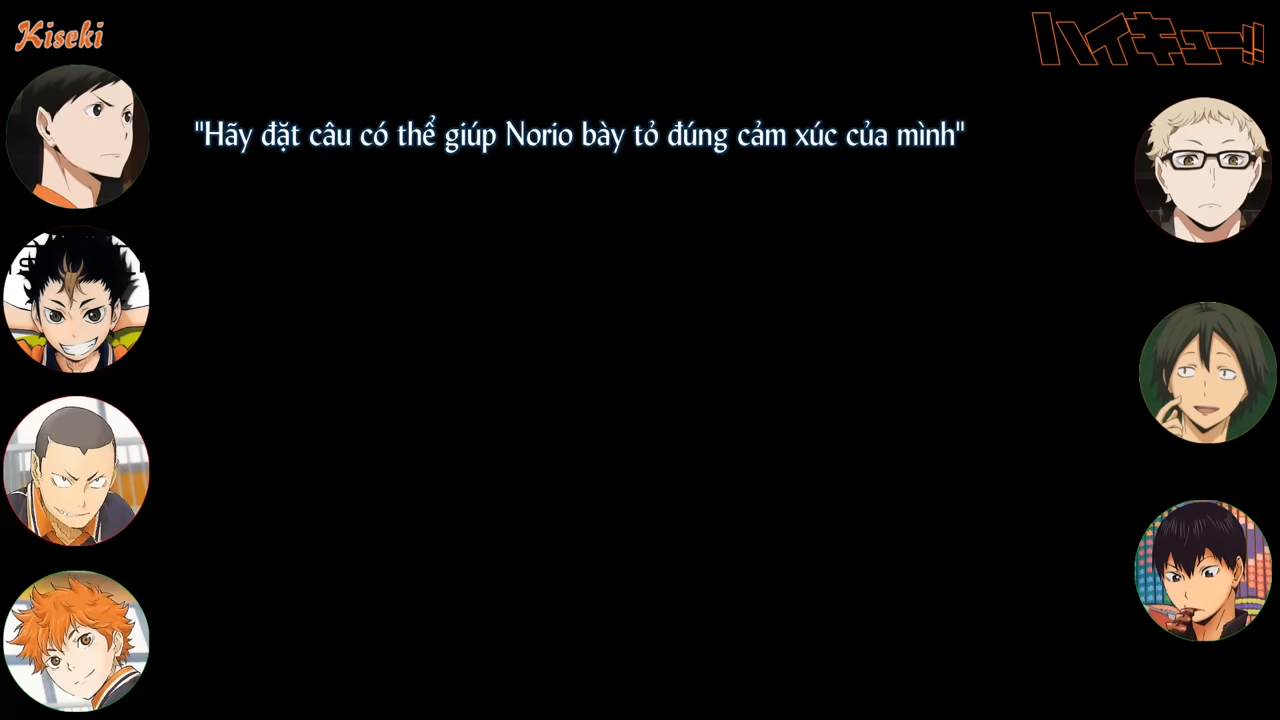 Kiseki
ハイキュー!!
"Hãy đặt câu có thể giúp Norio bày tỏ đúng cảm xúc của mình"